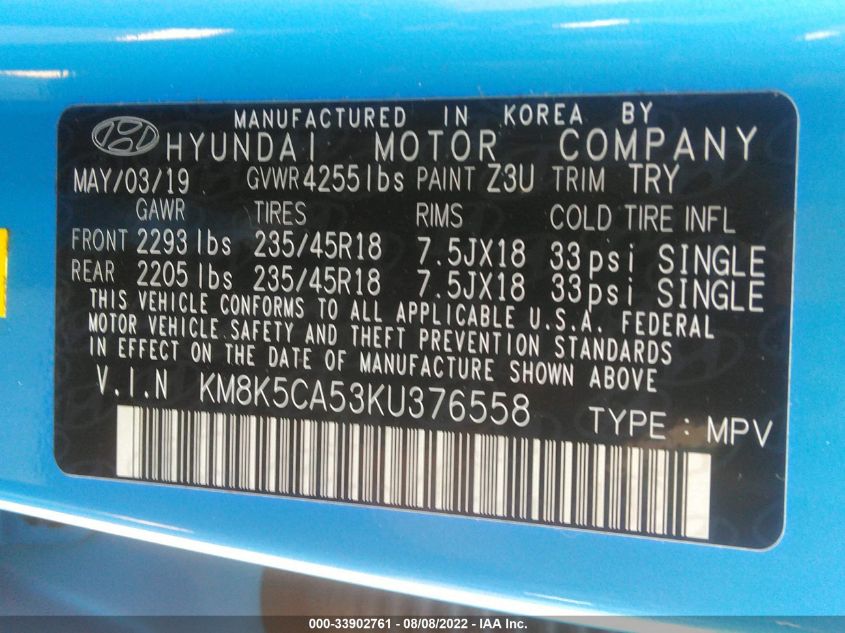 MANUFACTURED IN KOREA BY
HYUNDAI MOTOR COMPANY
MAY/03/19 GVWR 4255 lbs PAINT Z3U TRIM TRY
GAWR TIRES RIMS COLD TIRE INFL
FRONT 2293 lbs 235/45R18 7.5JX18 33psi SINGLE
REAR 2205 lbs 235/45R18 7.5JX18 33psi SINGLE
THIS VEHICLE CONFORMS TO ALL APPLICABLE U.S.A. FEDERAL
MOTOR VEHICLE SAFETY AND THEFT PREVENTION STANDARDS
IN EFFECT ON THE DATE OF MANUFACTURE SHOWN ABOVE
V.I.N KM8K5CA53KU376558 TYPE : MPV
000-33902761 - 08/08/2022 - IAA Inc.